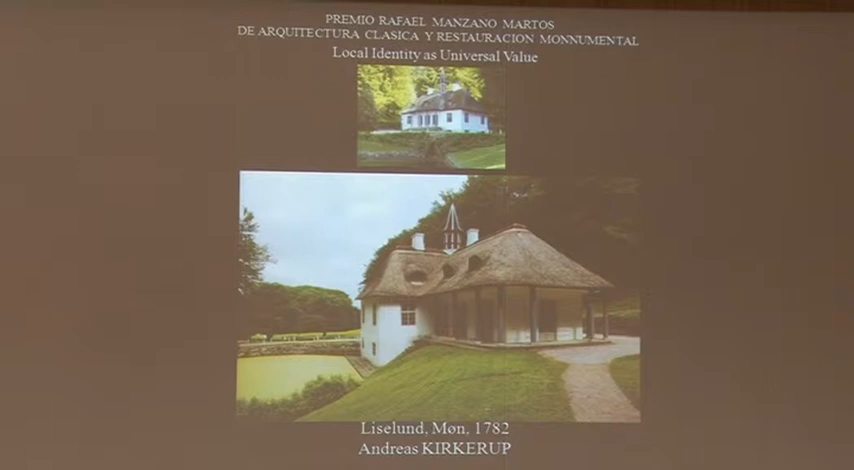 PREMIO RAFAEL MANZANO MARTOS
DE ARQUITECTURA CLASICA Y RESTAURACION MONNUMENTAL
Local Identity as Universal Value
Liselund, Møn, 1782
Andreas KIRKERUP